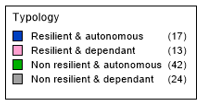 Typology
Resilient & autonomous (17)
Resilient & dependant (13)
Non resilient & autonomous (42)
Non resilient & dependant (24)